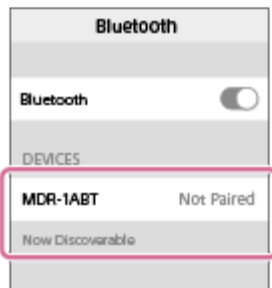 Bluetooth
Bluetooth
DEVICES
MDR-1ABT Not Paired
Now Discoverable